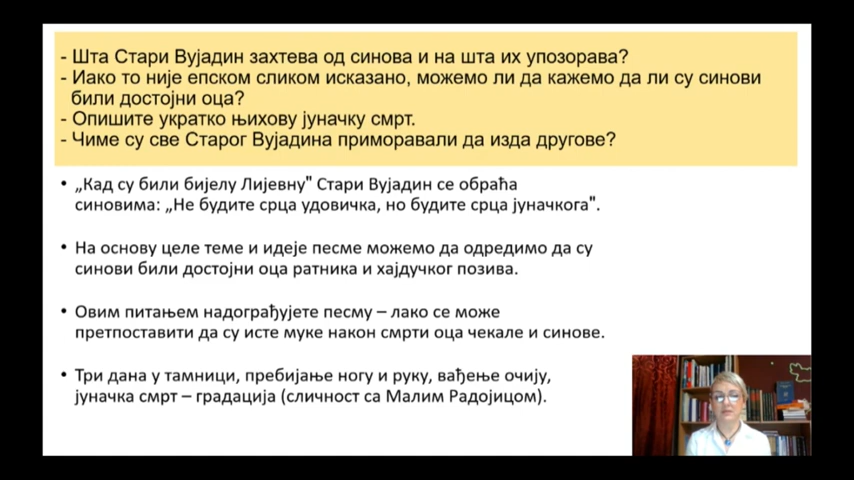 - Шта Стари Вујадин захтева од синова и на шта их упозорава?
- Иако то није епском сликом исказано, можемо ли да кажемо да ли су синови
били достојни оца?
- Опишите укратко њихову јуначку смрт.
- Чиме су све Старог Вујадина приморавали да изда другове?
• „Кад су били бијелу Лијевну" Стари Вујадин се обраћа
синовима: „Не будите срца удовичка, но будите срца јуначкога".
• На основу целе теме и идеје песме можемо да одредимо да су
синови били достојни оца ратника и хајдучког позива.
• Овим питањем надограђујете песму – лако се може
претпоставити да су исте муке након смрти оца чекале и синове.
• Три дана у тамници, пребијање ногу и руку, вађење очију,
јуначка смрт – градација (сличност са Малим Радојицом).